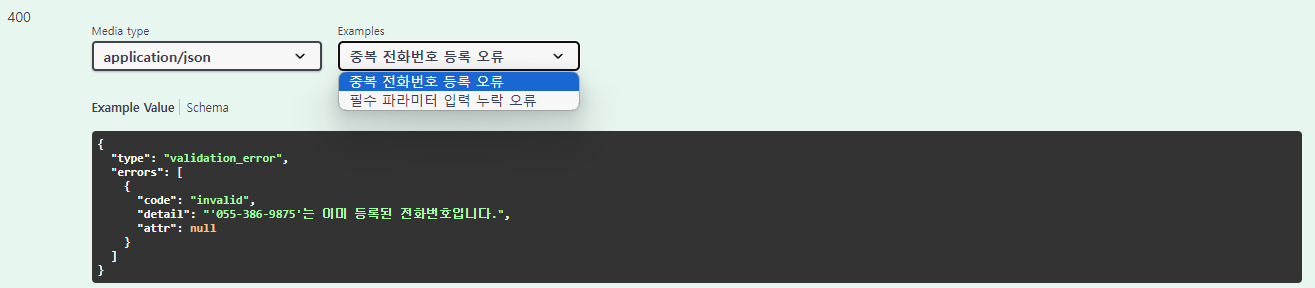 400
Media type
Examples
application/json
중복 전화번호 등록 오류
중복 전화번호 등록 오류
필수 파라미터 입력 누락 오류
Example Value
Schema
{
  "type": "validation_error",
  "errors": [
    {
      "code": "invalid",
      "detail": "'055-386-9875'는 이미 등록된 전화번호입니다.",
      "attr": null
    }
  ]
}